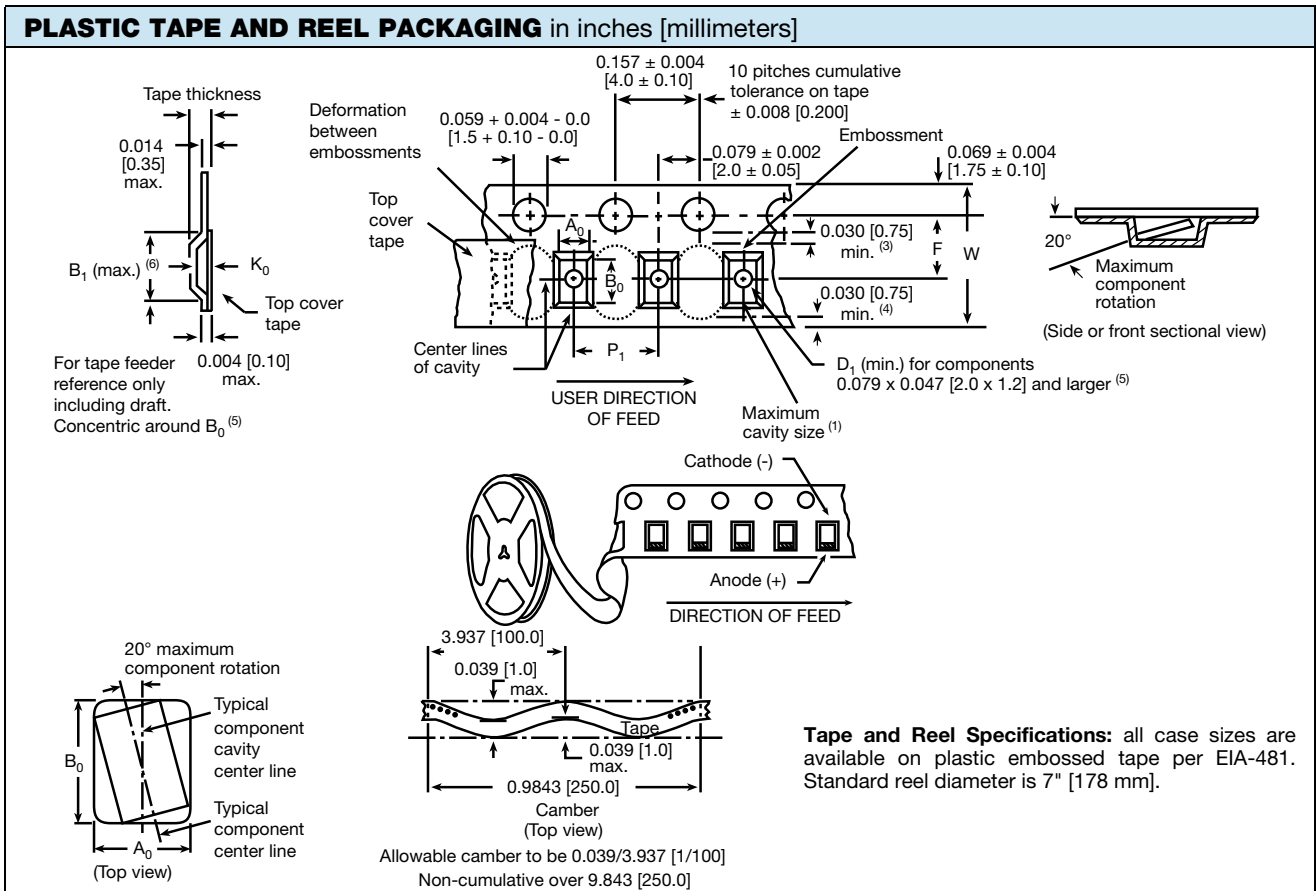 PLASTIC TAPE AND REEL PACKAGING in inches [millimeters]
Tape thickness
0.014
[0.35]
max.
B1 (max.) (6)
K0
Top cover
tape
For tape feeder
reference only
including draft.
Concentric around B0 (5)
0.004 [0.10]
max.
Deformation
between
embossments
Top
cover
tape
0.059 + 0.004 - 0.0
[1.5 + 0.10 - 0.0]
0.157 ± 0.004
[4.0 ± 0.10]
10 pitches cumulative
tolerance on tape
± 0.008 [0.200]
Embossment
0.079 ± 0.002
[2.0 ± 0.05]
0.069 ± 0.004
[1.75 ± 0.10]
A0
B0
0.030 [0.75]
min. (3)
F
W
0.030 [0.75]
min. (4)
20°
Maximum
component
rotation
(Side or front sectional view)
Center lines
of cavity
P1
USER DIRECTION
OF FEED
D1 (min.) for components
0.079 x 0.047 [2.0 x 1.2] and larger (5)
Maximum
cavity size (1)
Cathode (-)
Anode (+)
DIRECTION OF FEED
20° maximum
component rotation
Typical
component
cavity
center line
B0
Typical
component
center line
A0
(Top view)
3.937 [100.0]
0.039 [1.0]
max.
Tape
0.039 [1.0]
max.
0.9843 [250.0]
Camber
(Top view)
Allowable camber to be 0.039/3.937 [1/100]
Non-cumulative over 9.843 [250.0]
Tape and Reel Specifications: all case sizes are
available on plastic embossed tape per EIA-481.
Standard reel diameter is 7" [178 mm].